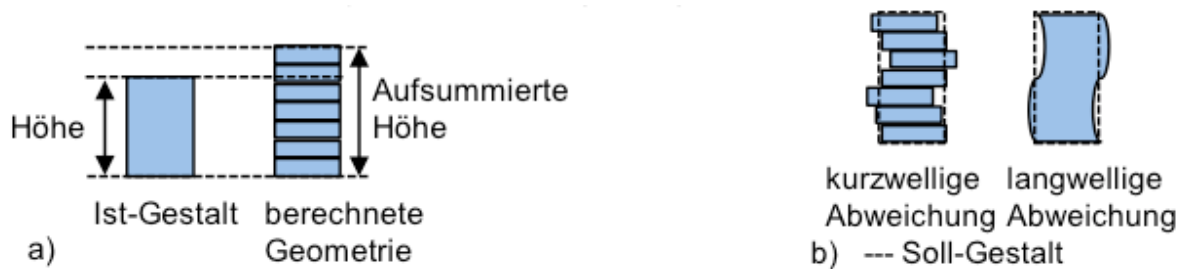 Höhe
Aufsummierte
Höhe
Ist-Gestalt
berechnete
Geometrie
a)
kurzwellige
Abweichung
langwellige
Abweichung
b) --- Soll-Gestalt